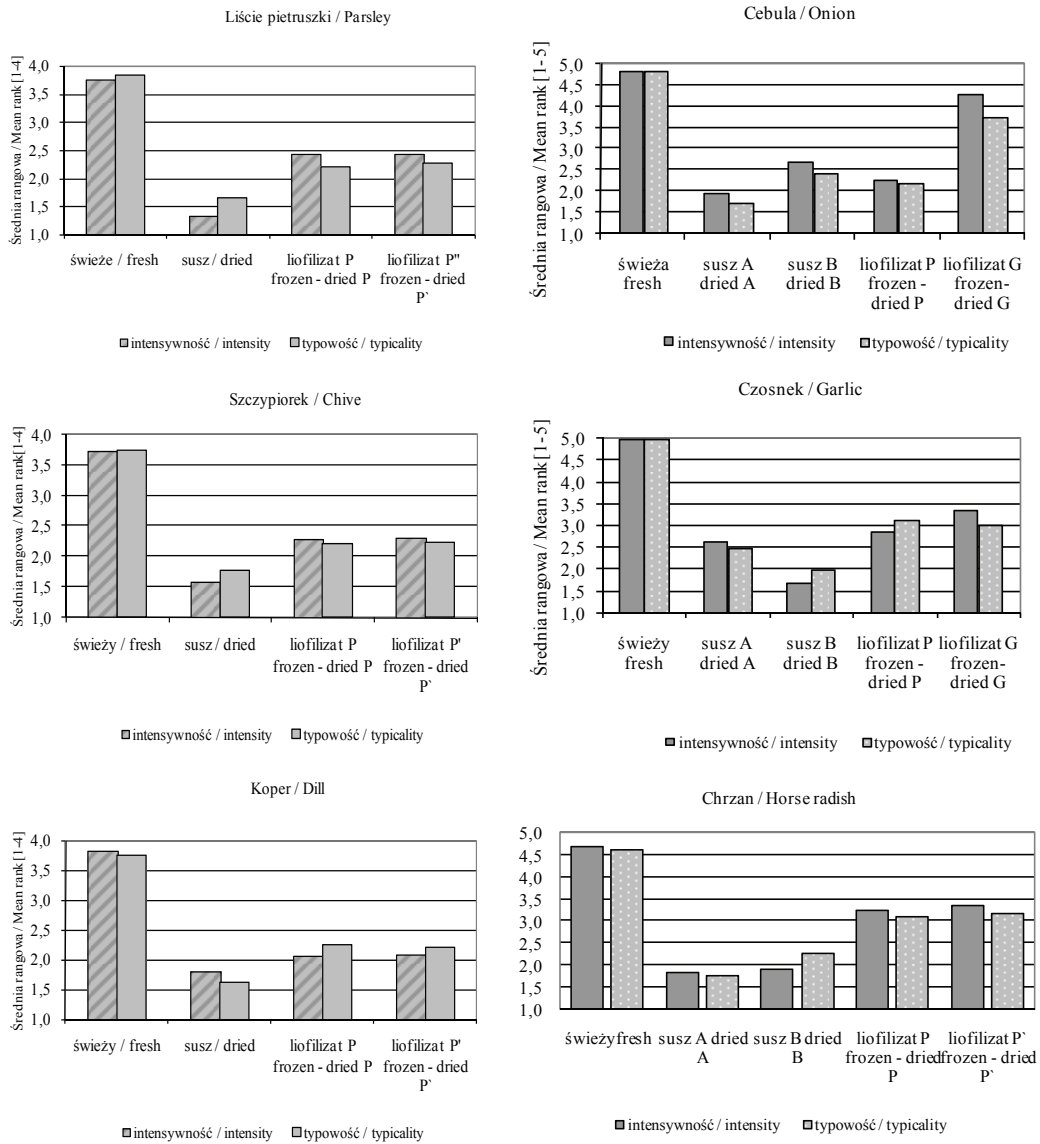 Liście pietruszki / Parsley
Średnia rangowa / Mean rank [1-4]
4,0
3,5
3,0
2,5
2,0
1,5
1,0
świeże / fresh
susz / dried
liofilizat P
frozen - dried P
liofilizat P"
frozen - dried
P`
intensywność / intensity
typowość / typicality
Cebula / Onion
Średnia rangowa / Mean rank [1- 5]
5,0
4,5
4,0
3,5
3,0
2,5
2,0
1,5
1,0
świeża
fresh
susz A
dried A
susz B
dried B
liofilizat P
frozen -
dried P
liofilizat G
frozen-
dried G
intensywność / intensity
typowość / typicality
Szczypiorek / Chive
Średnia rangowa / Mean rank[1-4]
4,0
3,5
3,0
2,5
2,0
1,5
1,0
świeży / fresh
susz / dried
liofilizat P
frozen - dried P
liofilizat P'
frozen - dried
P`
intensywność / intensity
typowość / typicality
Czosnek / Garlic
Średnia rangowa / Mean rank [1-5]
5,0
4,5
4,0
3,5
3,0
2,5
2,0
1,5
1,0
świeży
fresh
susz A
dried A
susz B
dried B
liofilizat P
frozen -
dried P
liofilizat G
frozen-
dried G
intensywność / intensity
typowość / typicality
Koper / Dill
Średnia rangowa / Mean rank [1-4]
4,0
3,5
3,0
2,5
2,0
1,5
1,0
świeży / fresh
susz / dried
liofilizat P
frozen - dried P
liofilizat P'
frozen - dried
P`
intensywność / intensity
typowość / typicality
Chrzan / Horse radish
5,0
4,5
4,0
3,5
3,0
2,5
2,0
1,5
1,0
świeży fresh
susz A dried
A
susz B dried
B
liofilizat P
frozen - dried
P
liofilizat P`
frozen - dried
P`
intensywność / intensity
typowość / typicality